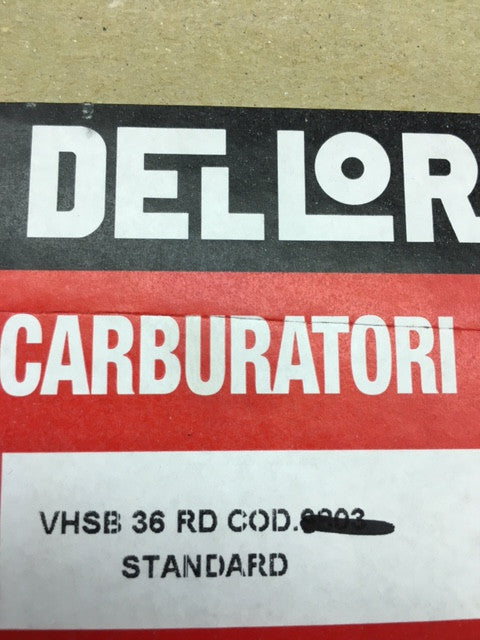 DELLOR
CARBURATORI
VHSB 36 RD COD.
STANDARD